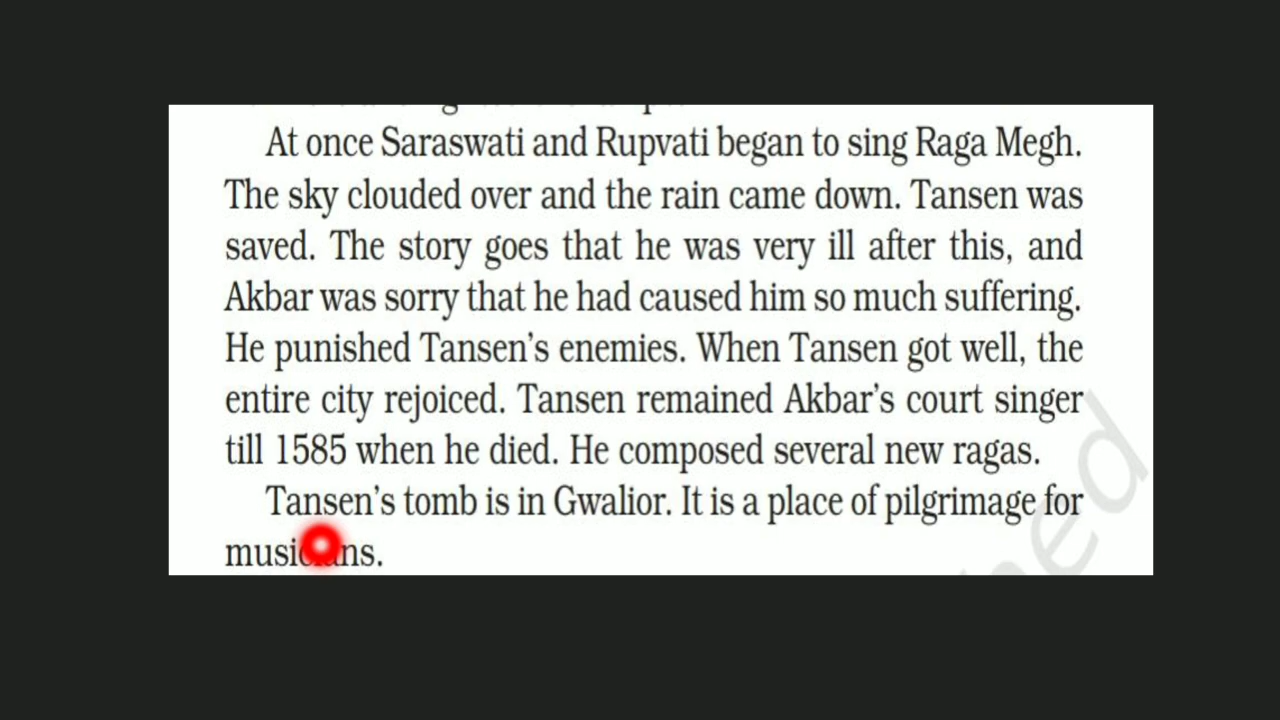 At once Saraswati and Rupvati began to sing Raga Megh.
The sky clouded over and the rain came down. Tansen was
saved. The story goes that he was very ill after this, and
Akbar was sorry that he had caused him so much suffering.
He punished Tansen’s enemies. When Tansen got well, the
entire city rejoiced. Tansen remained Akbar’s court singer
till 1585 when he died. He composed several new ragas.
Tansen’s tomb is in Gwalior. It is a place of pilgrimage for
musicians.